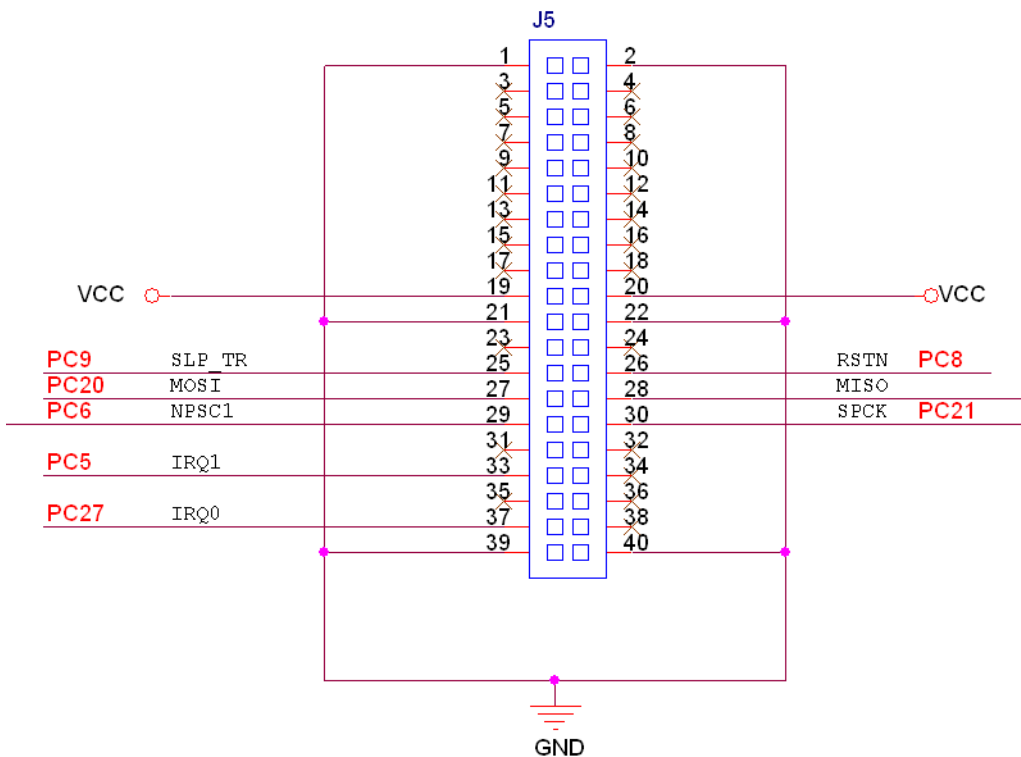 J5
1 2
3 4
5 6
7 8
9 10
11 12
13 14
15 16
17 18
VCC 19 20 VCC
21 22
23 24
PC9 SLP_TR 25 26 RSTN PC8
PC20 MOSI 27 28 MISO
PC6 NPSC1 29 30 SPCK PC21
31 32
PC5 IRQ1 33 34
35 36
PC27 IRQ0 37 38
39 40
GND